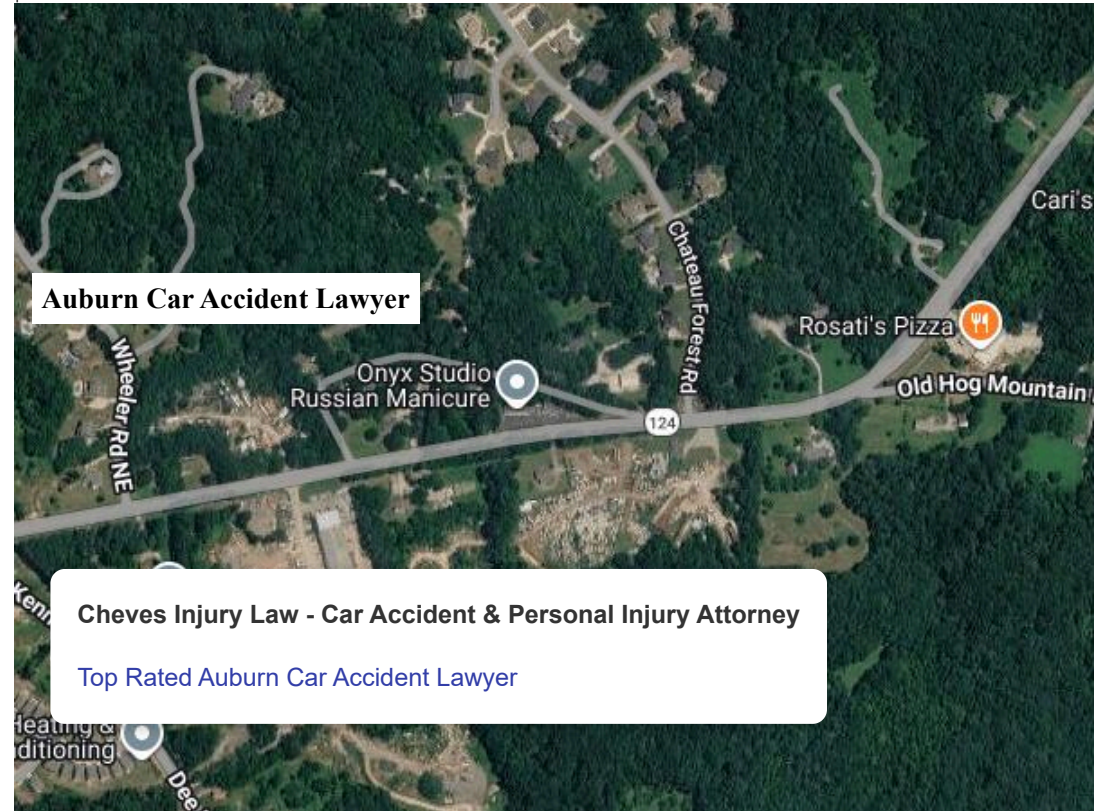 Cari's
Chateau Forest Rd
Auburn Car Accident Lawyer
Rosati's Pizza
Wheeler Rd NE
Onyx Studio
Russian Manicure
Old Hog Mountain
124
Cheves Injury Law - Car Accident & Personal Injury Attorney
Top Rated Auburn Car Accident Lawyer
Heating &
ditioning